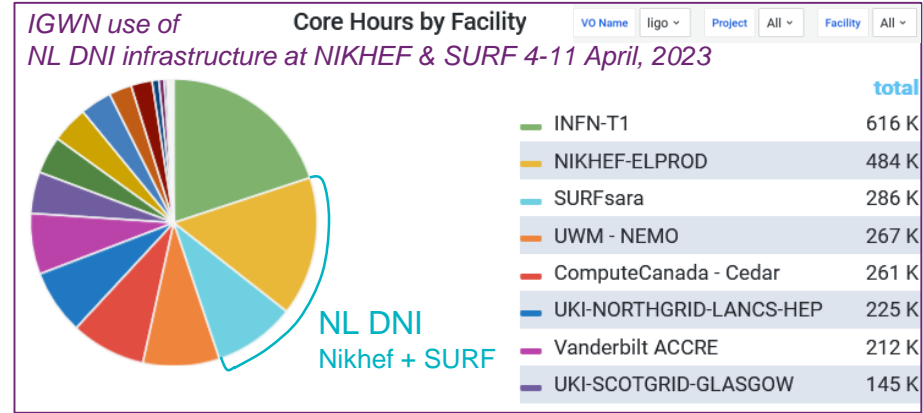 IGWN use of
Core Hours by Facility
VO Name ligo Project All Facility All
NL DNI infrastructure at NIKHEF & SURF 4-11 April, 2023
total
INFN-T1 616 K
NIKHEF-ELPROD 484 K
SURFsara 286 K
UWM - NEMO 267 K
ComputeCanada - Cedar 261 K
UKI-NORTHGRID-LANCS-HEP 225 K
Vanderbilt ACCRE 212 K
UKI-SCOTGRID-GLASGOW 145 K
NL DNI
Nikhef + SURF